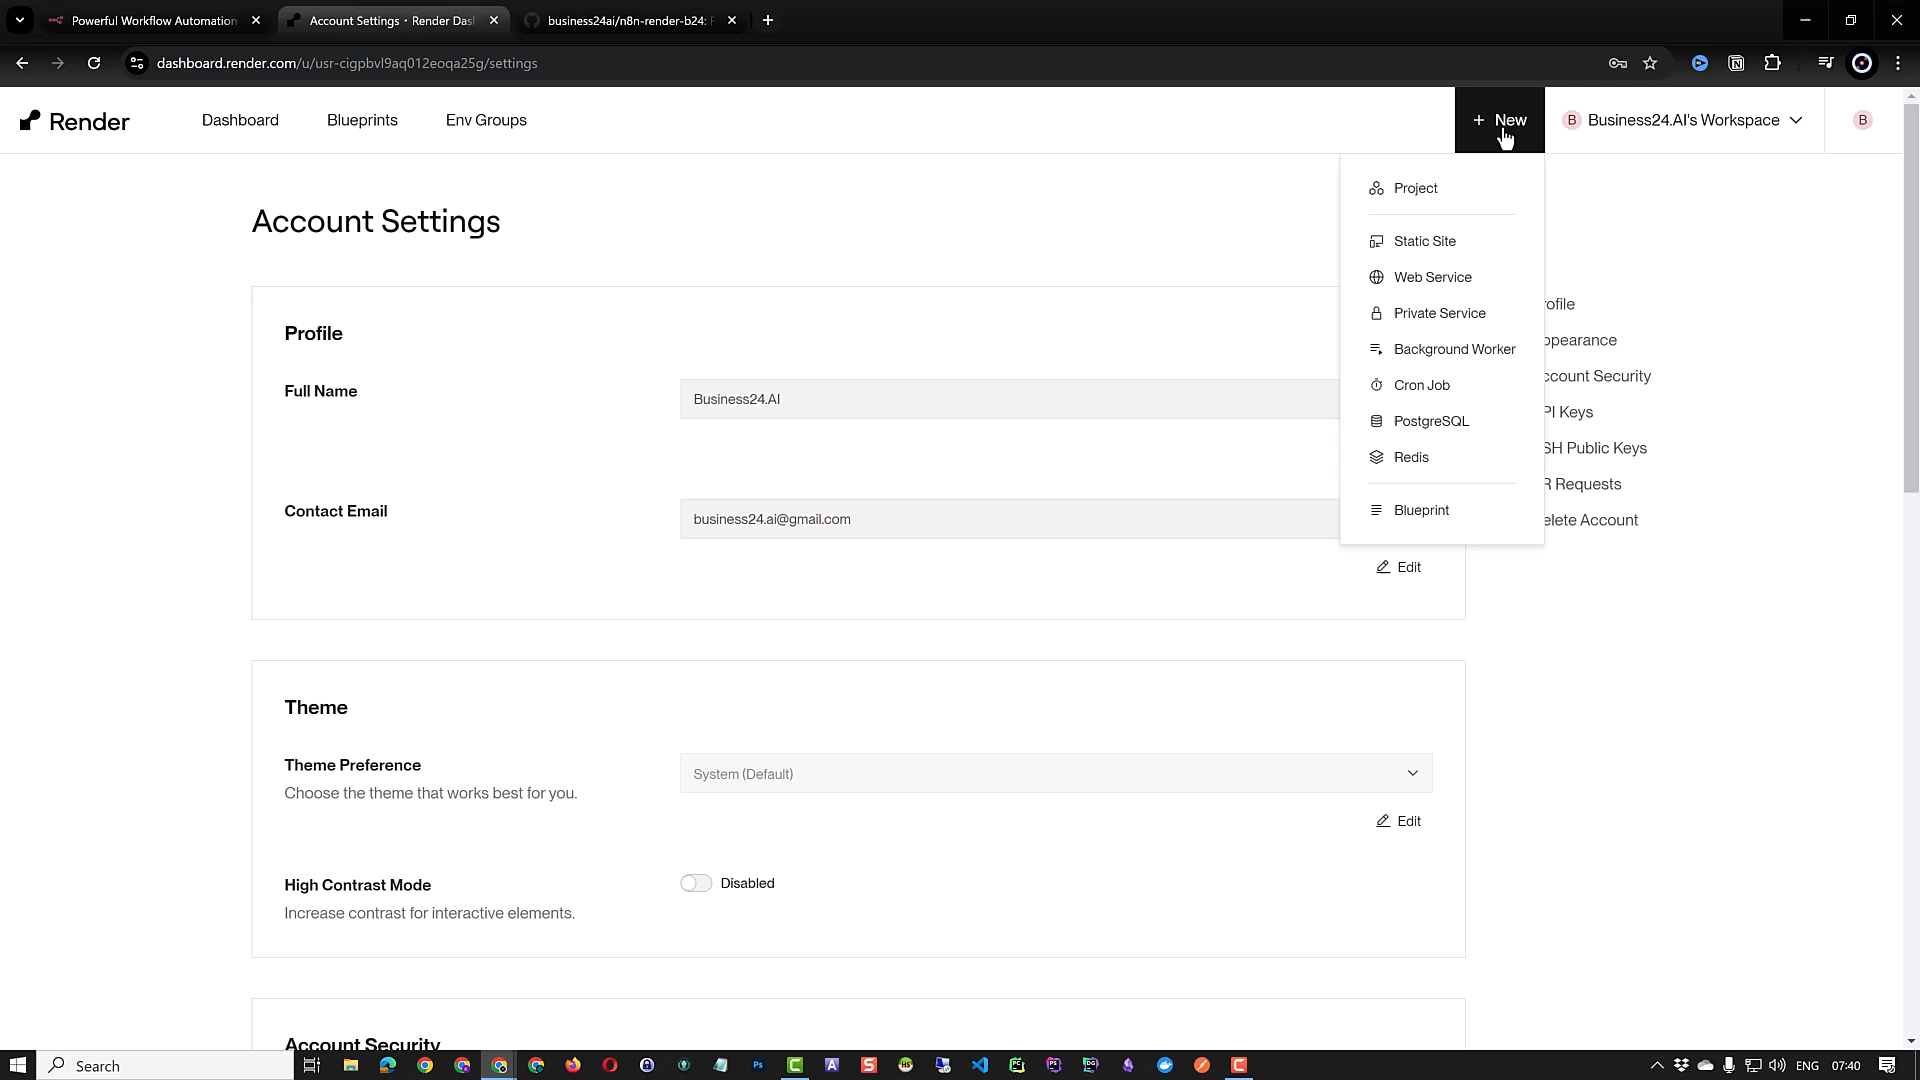 Powerful Workflow Automation
Account Settings • Render Das
business24ai/n8n-render-b24: F
dashboard.render.com/u/usr-cigpbvl9aq012eoqa25g/settings
Render
Dashboard
Blueprints
Env Groups
+ New
B Business24.AI's Workspace
B
Project
Static Site
Web Service
Private Service
Background Worker
Cron Job
PostgreSQL
Redis
Blueprint
Account Settings
Profile
Full Name
Business24.AI
Contact Email
business24.ai@gmail.com
Edit
ofile
ppearance
ccount Security
PI Keys
SH Public Keys
R Requests
elete Account
Theme
Theme Preference
Choose the theme that works best for you.
System (Default)
Edit
High Contrast Mode
Increase contrast for interactive elements.
Disabled
Account Security
Search
ENG
07:40